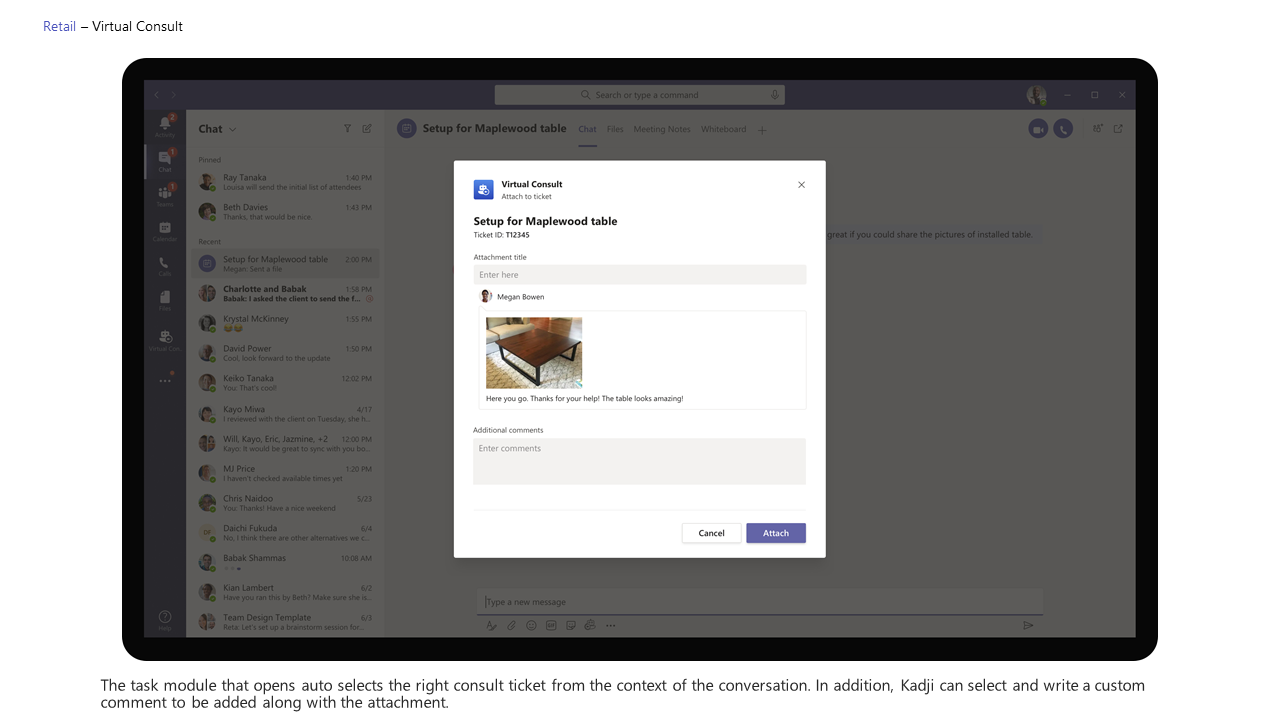 Retail – Virtual Consult
Search or type a command
2
Activity
1
Chat
1
Teams
Calendar
Calls
Files
Virtual Con...
Help
Chat
Pinned
Ray Tanaka 1:40 PM
Louisa will send the initial list of attendees.
Beth Davies 1:43 PM
Thanks, that would be nice.
Recent
Setup for Maplewood table 2:00 PM
Megan: Sent a file
Charlotte and Babak 1:58 PM
Babak: I asked the client to send the f...
Krystal McKinney 1:55 PM
David Power 1:50 PM
Cool, look forward to the update
Keiko Tanaka 12:02 PM
You: That's cool!
Kayo Miwa 4/17
I reviewed with the client on Tuesday, she h...
Will, Kayo, Eric, Jazmine, +2 12:00 PM
Kayo: It would be great to sync with you bo...
MJ Price 1:20 PM
I haven't checked available times yet
Chris Naidoo 5/23
You: Thanks! Have a nice weekend
DF
Daichi Fukuda 6/4
No, I think there are other alternatives we c...
Babak Shammas 10:08 AM
Kian Lambert 6/2
Have you ran this by Beth? Make sure she is...
Team Design Template 6/3
Reta: Let's set up a brainstorm session for...
Setup for Maplewood table Chat Files Meeting Notes Whiteboard
great if you could share the pictures of installed table.
Virtual Consult
Attach to ticket
Setup for Maplewood table
Ticket ID: T12345
Attachment title
Enter here
Megan Bowen
Here you go. Thanks for your help! The table looks amazing!
Additional comments
Enter comments
Cancel Attach
Type a new message
GIF
The task module that opens auto selects the right consult ticket from the context of the conversation. In addition, Kadji can select and write a custom
comment to be added along with the attachment.